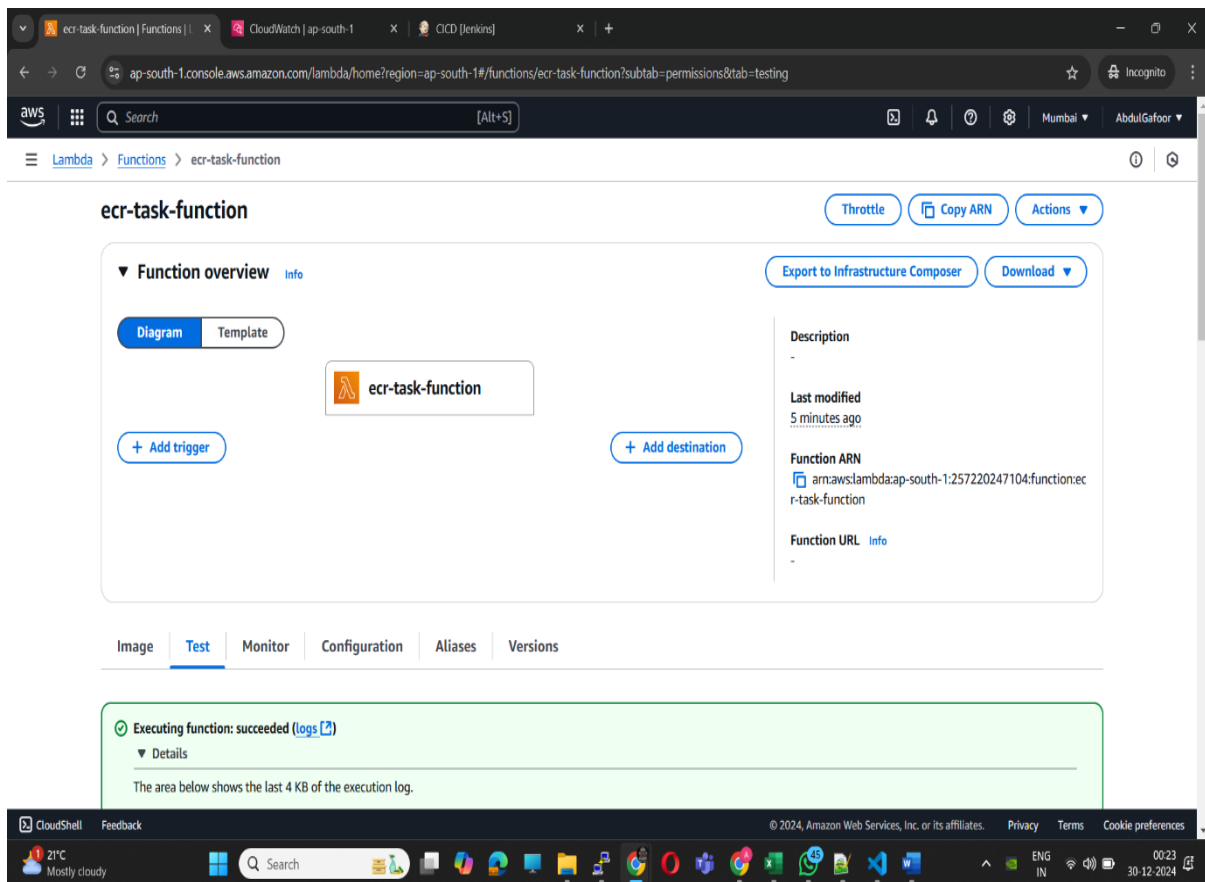 ecr-task-function | Functions | L
CloudWatch | ap-south-1
CICD [Jenkins]
ap-south-1.console.aws.amazon.com/lambda/home?region=ap-south-1#/functions/ecr-task-function?subtab=permissions&tab=testing
Incognito
aws
Search
[Alt+S]
Mumbai ▼
AbdulGafoor ▼
Lambda > Functions > ecr-task-function
ecr-task-function
Throttle
Copy ARN
Actions ▼
▼ Function overview Info
Export to Infrastructure Composer
Download ▼
Diagram
Template
ecr-task-function
+ Add trigger
+ Add destination
Description
-
Last modified
5 minutes ago
Function ARN
arn:aws:lambda:ap-south-1:257220247104:function:ec
r-task-function
Function URL Info
-
Image
Test
Monitor
Configuration
Aliases
Versions
Executing function: succeeded (logs)
▼ Details
The area below shows the last 4 KB of the execution log.
CloudShell
Feedback
© 2024, Amazon Web Services, Inc. or its affiliates.
Privacy
Terms
Cookie preferences
1
21°C
Mostly cloudy
Search
45
ENG
IN
00:23
30-12-2024